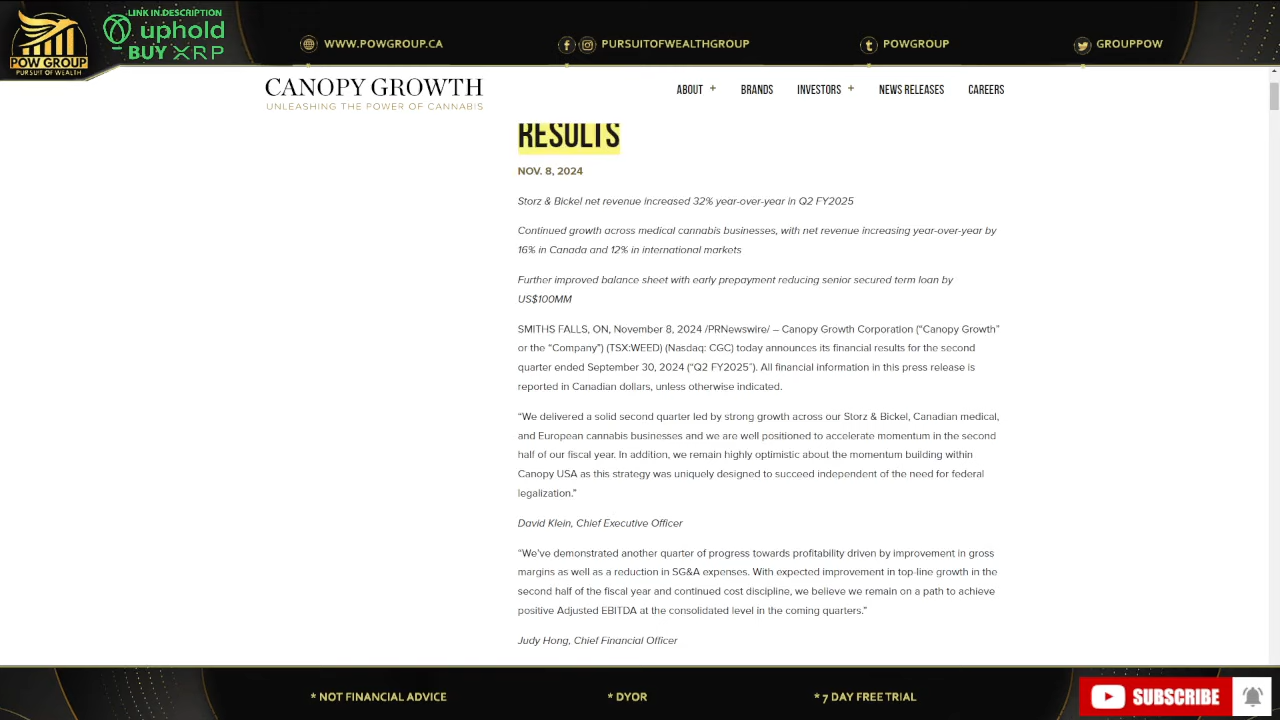 LINK IN DESCRIPTION
uphold
BUY XRP
POW GROUP
PURSUIT OF WEALTH
WWW.POWGROUP.CA
PURSUITOFWEALTHGROUP
POWGROUP
GROUPPOW
CANOPY GROWTH
UNLEASHING THE POWER OF CANNABIS
ABOUT +
BRANDS
INVESTORS +
NEWS RELEASES
CAREERS
RESULTS
NOV. 8, 2024
Storz & Bickel net revenue increased 32% year-over-year in Q2 FY2025
Continued growth across medical cannabis businesses, with net revenue increasing year-over-year by
16% in Canada and 12% in international markets
Further improved balance sheet with early prepayment reducing senior secured term loan by
US$100MM
SMITHS FALLS, ON, November 8, 2024 /PRNewswire/ – Canopy Growth Corporation (“Canopy Growth”
or the “Company”) (TSX:WEED) (Nasdaq: CGC) today announces its financial results for the second
quarter ended September 30, 2024 (“Q2 FY2025”). All financial information in this press release is
reported in Canadian dollars, unless otherwise indicated.
“We delivered a solid second quarter led by strong growth across our Storz & Bickel, Canadian medical,
and European cannabis businesses and we are well positioned to accelerate momentum in the second
half of our fiscal year. In addition, we remain highly optimistic about the momentum building within
Canopy USA as this strategy was uniquely designed to succeed independent of the need for federal
legalization.”
David Klein, Chief Executive Officer
“We’ve demonstrated another quarter of progress towards profitability driven by improvement in gross
margins as well as a reduction in SG&A expenses. With expected improvement in top-line growth in the
second half of the fiscal year and continued cost discipline, we believe we remain on a path to achieve
positive Adjusted EBITDA at the consolidated level in the coming quarters.”
Judy Hong, Chief Financial Officer
* NOT FINANCIAL ADVICE
* DYOR
* 7 DAY FREE TRIAL
SUBSCRIBE